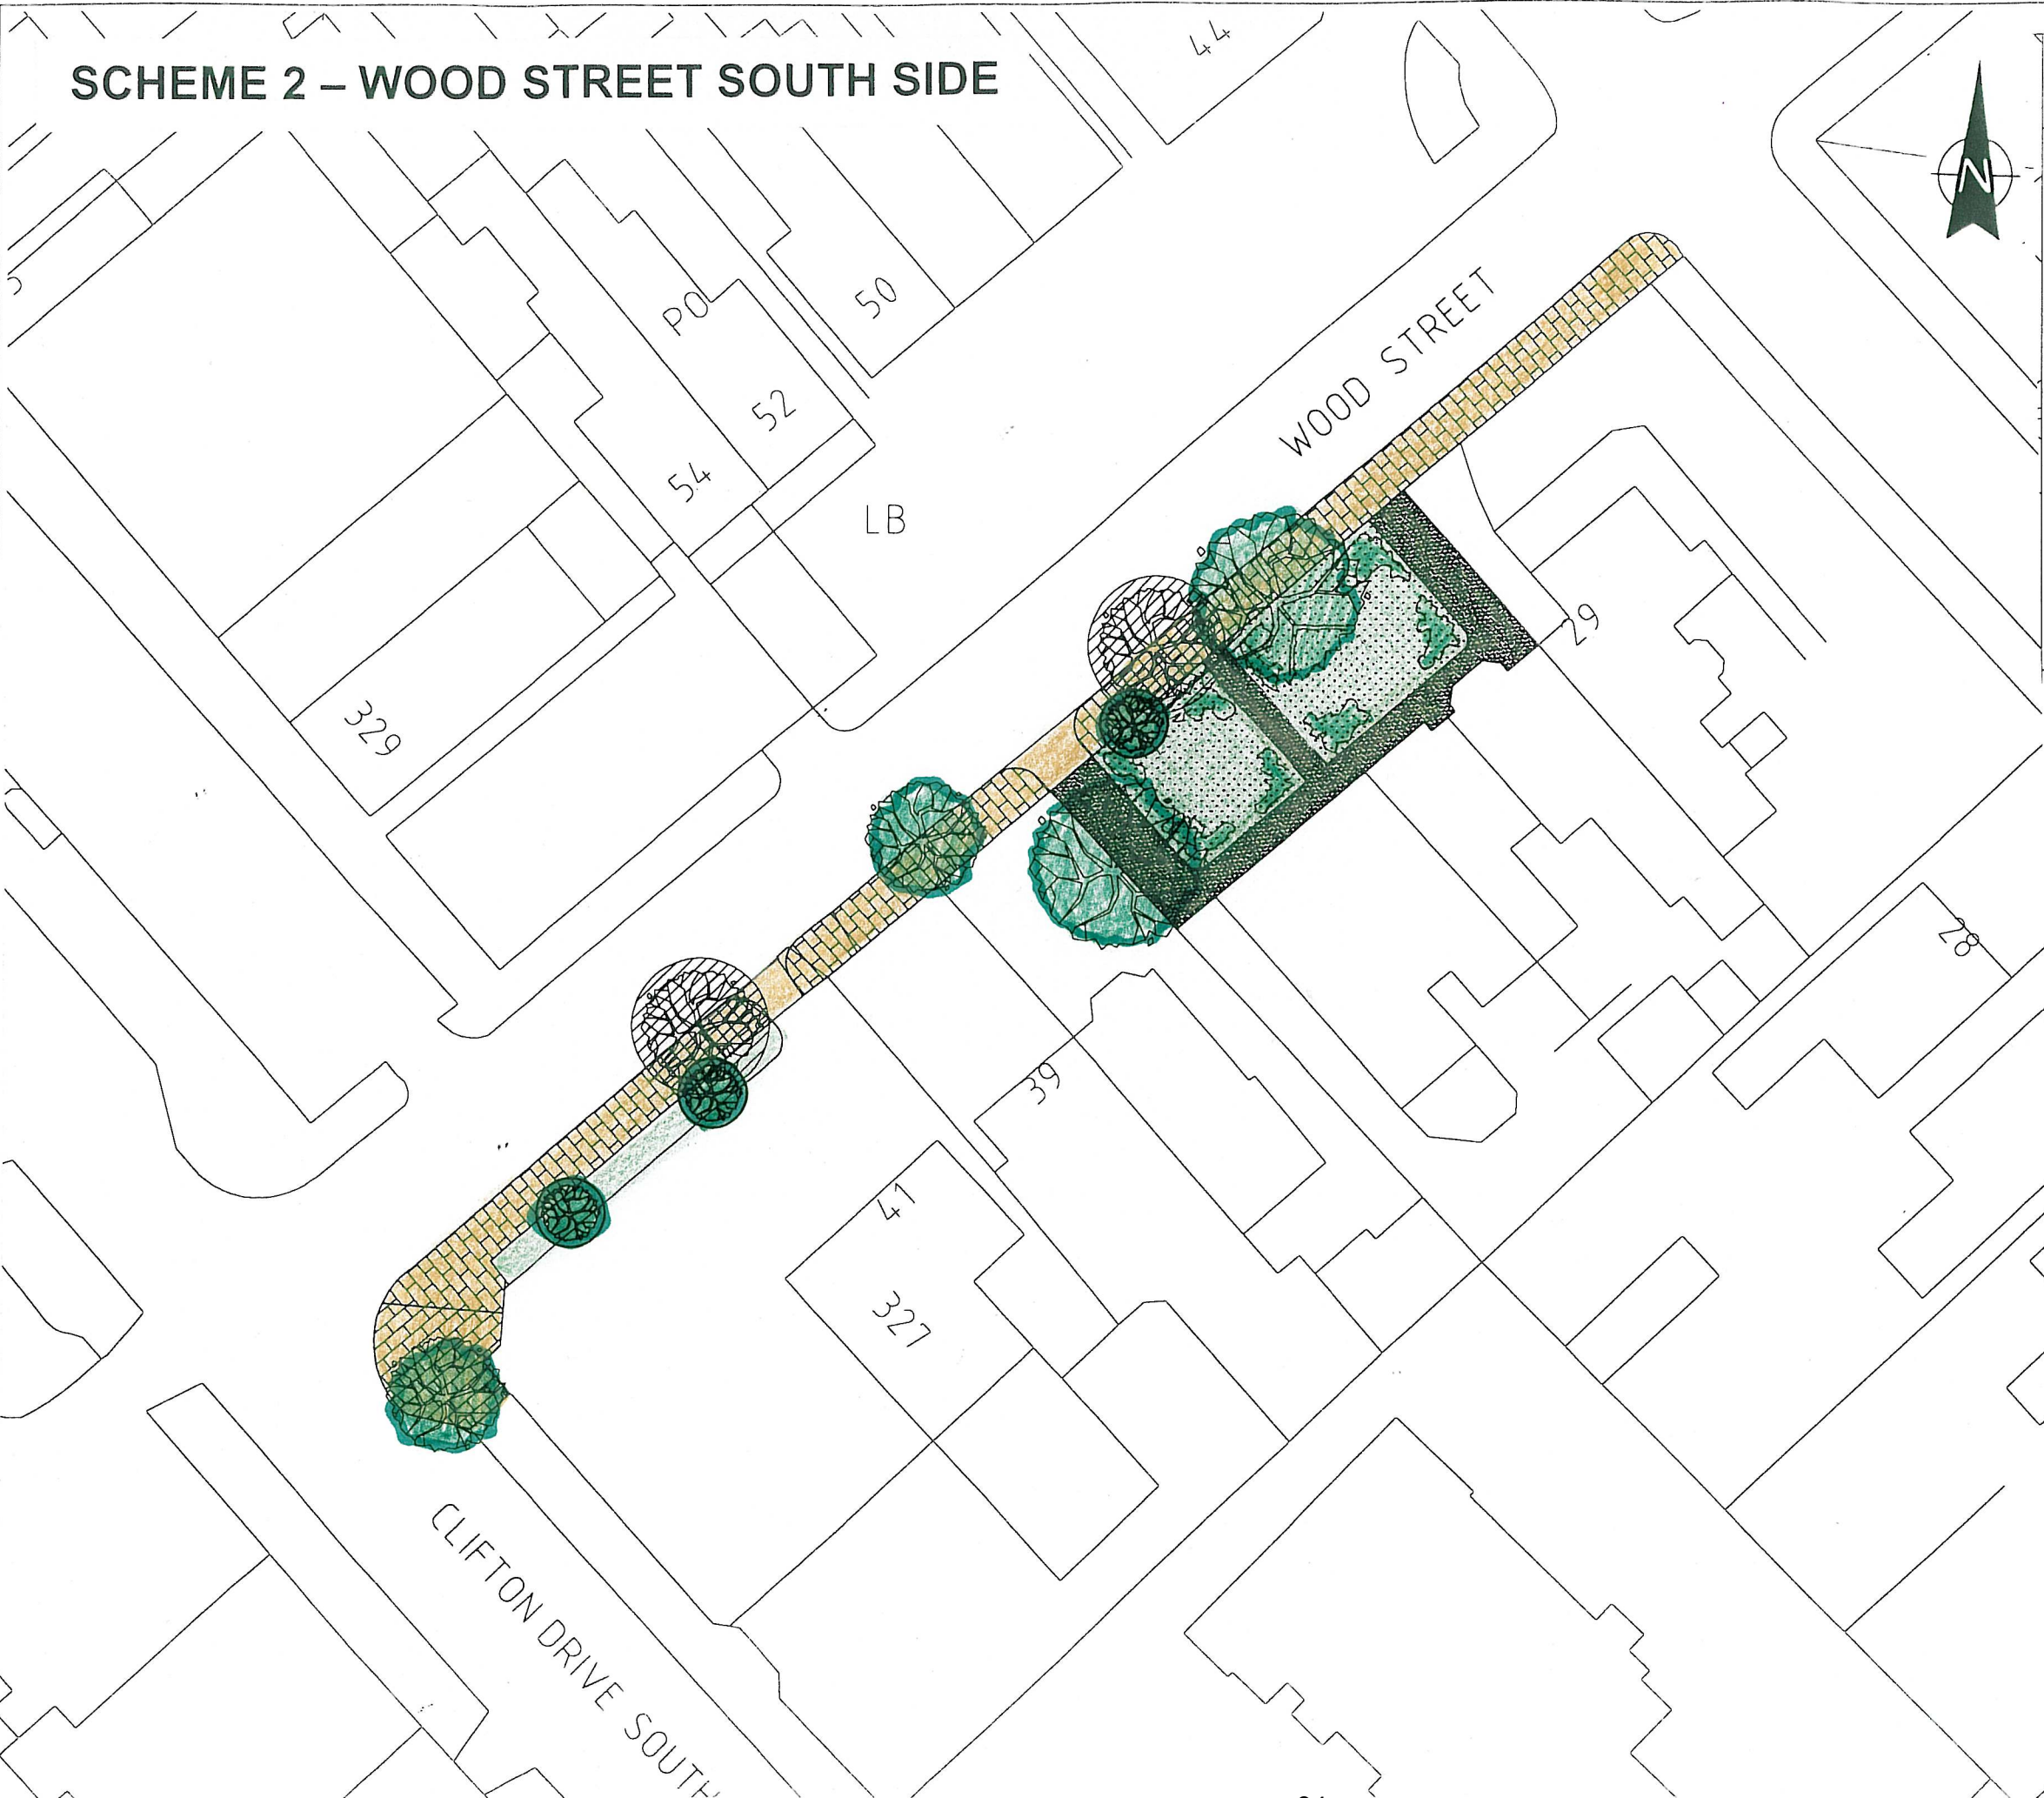 SCHEME 2 – WOOD STREET SOUTH SIDE
44
N
PO
50
WOOD STREET
52
54
LB
29
329
28
39
41
327
CLIFTON DRIVE SOUTH